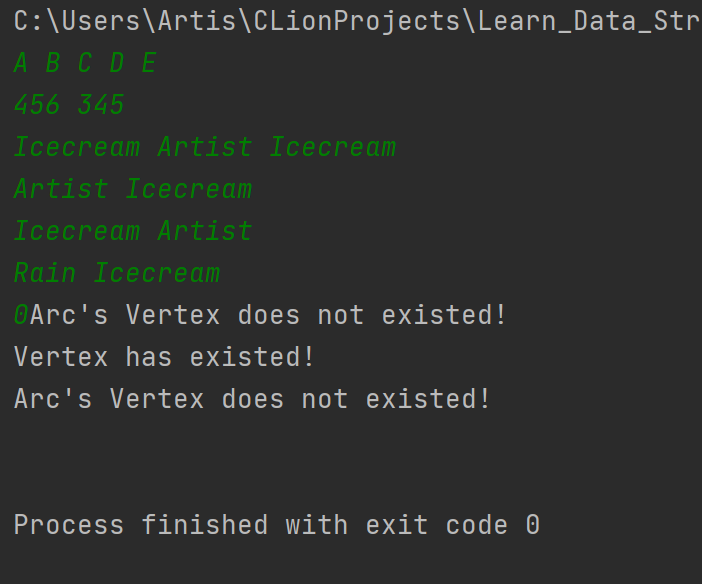 C:\Users\Artis\CLionProjects\Learn_Data_Str
A B C D E
456 345
Icecream Artist Icecream
Artist Icecream
Icecream Artist
Rain Icecream
0Arc's Vertex does not existed!
Vertex has existed!
Arc's Vertex does not existed!
Process finished with exit code 0